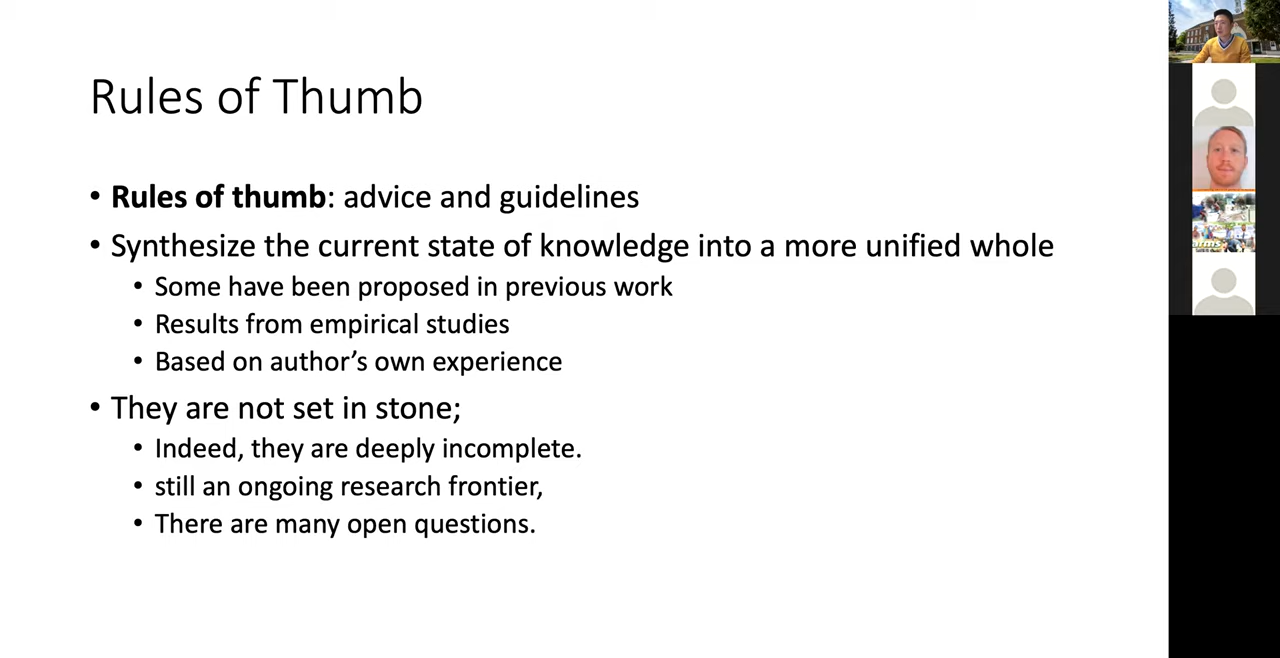 Rules of Thumb
• Rules of thumb: advice and guidelines
• Synthesize the current state of knowledge into a more unified whole
• Some have been proposed in previous work
• Results from empirical studies
• Based on author’s own experience
• They are not set in stone;
• Indeed, they are deeply incomplete.
• still an ongoing research frontier,
• There are many open questions.